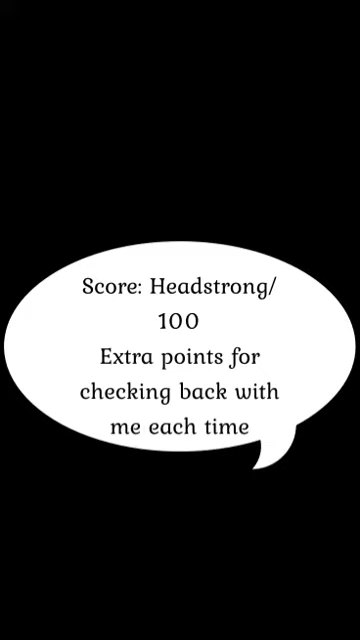 Score: Headstrong/
100
Extra points for
checking back with
me each time